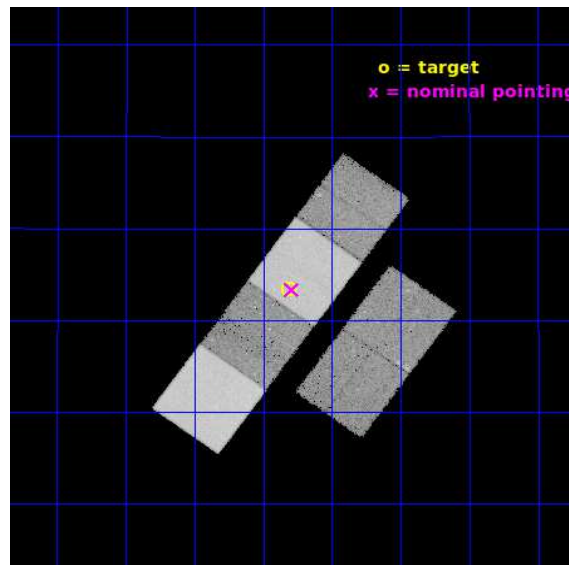 o = target
x = nominal pointing